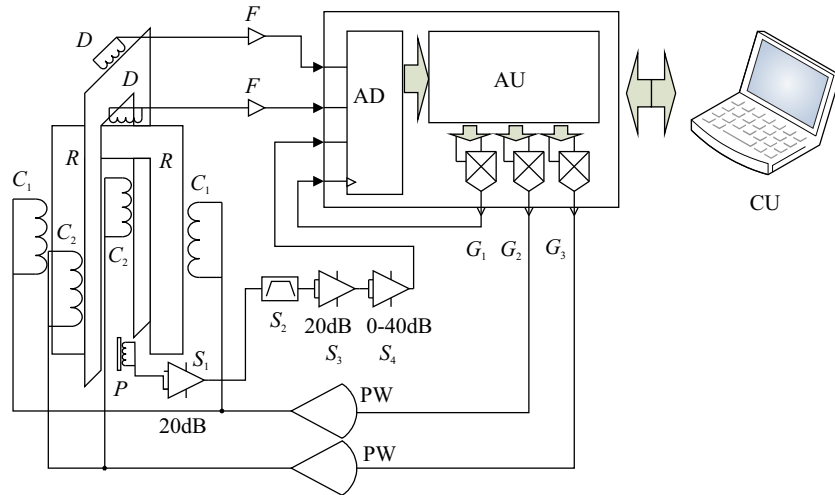 F
D
D
F
AD
AU
R
R
C₁
C₁
C₂
C₂
CU
G₁ G₂ G₃
S₂
20dB
S₃
0-40dB
S₄
S₁
P
20dB
PW
PW